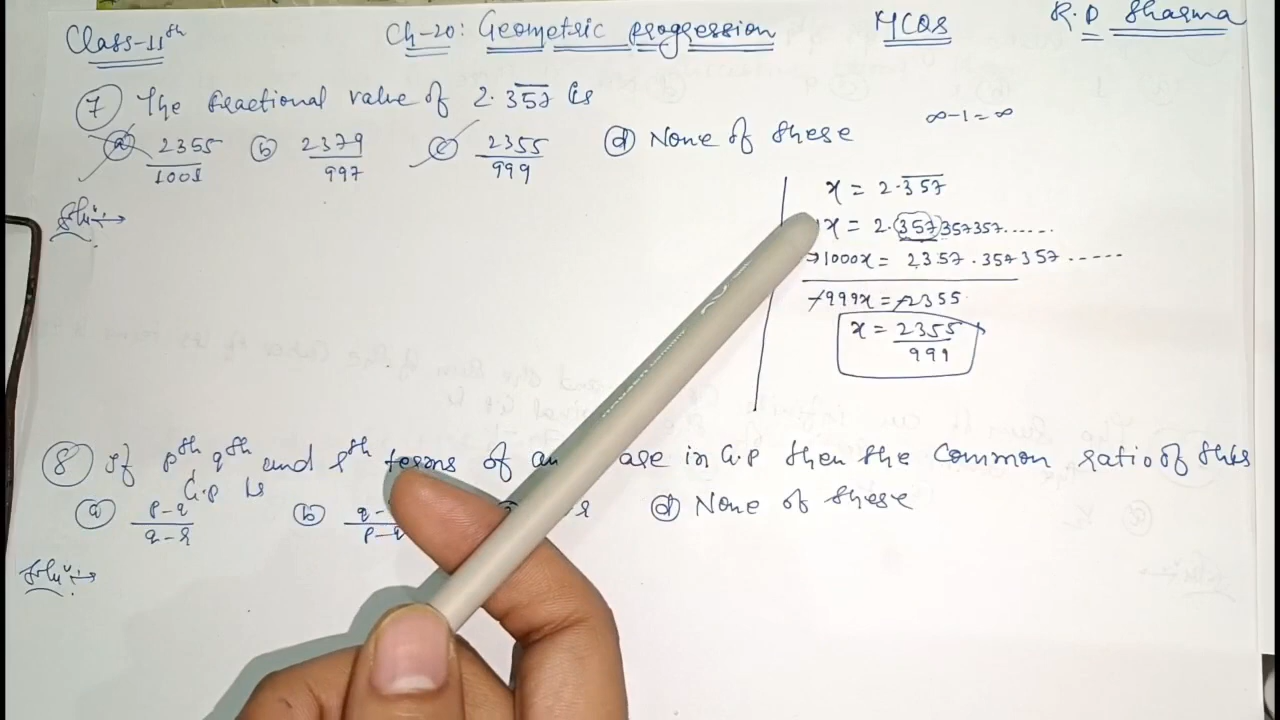 Class-11th Ch-20: Geometric progression MCQs R.D Sharma
7 The fractional value of 2.357 is
∞-1=∞
a 2355/1001 b 2379/997 c 2355/999 d None of these
Solu:→
x = 2.357
x = 2.357357357......
1000x = 2357.357357.....
-999x = -2355
x = 2355/999
8 If pth qth and rth terms of an are in G.P then the common ratio of this
G.P is
a p-q/q-r b d None of these
Solu:→